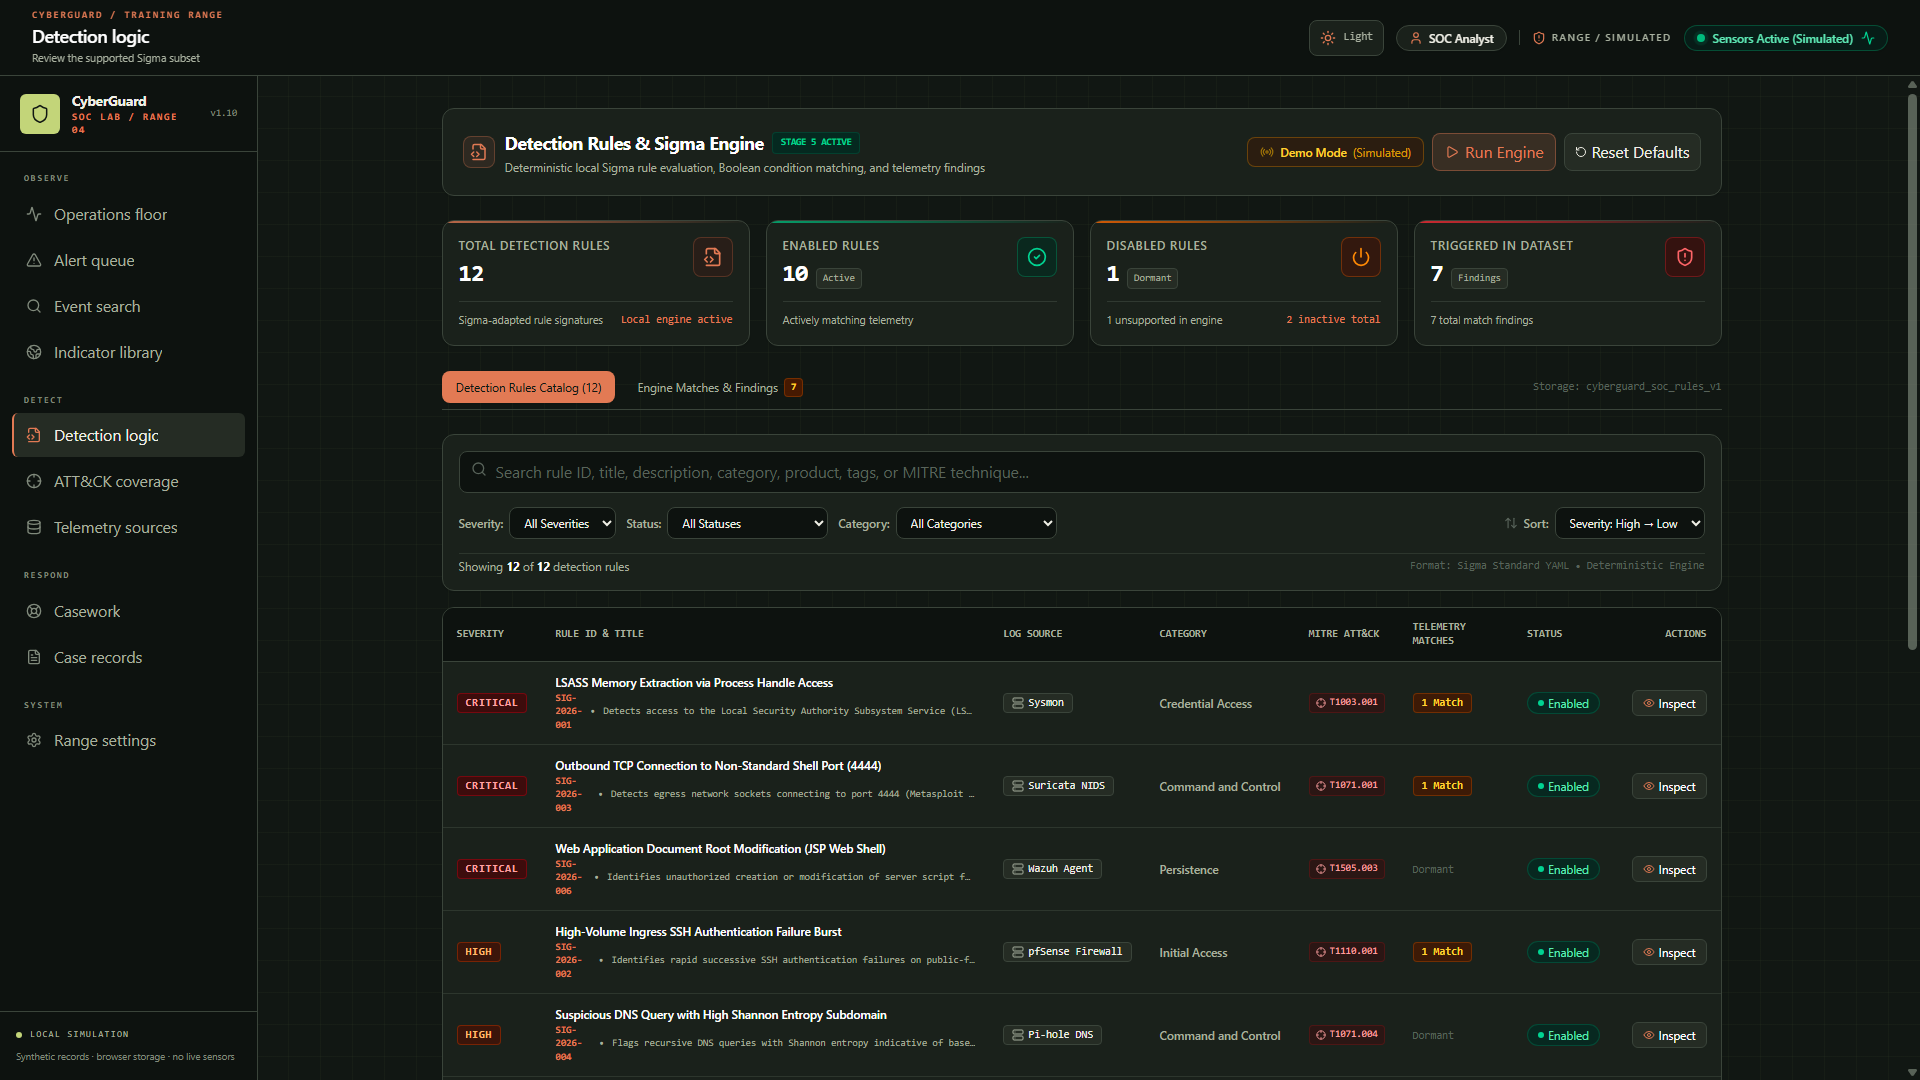 CYBERGUARD / TRAINING RANGE
Detection logic
Review the supported Sigma subset
Light
SOC Analyst
RANGE / SIMULATED
Sensors Active (Simulated)
CyberGuard
SOC LAB / RANGE
04
v1.10
OBSERVE
Operations floor
Alert queue
Event search
Indicator library
DETECT
Detection logic
ATT&CK coverage
Telemetry sources
RESPOND
Casework
Case records
SYSTEM
Range settings
LOCAL SIMULATION
Synthetic records · browser storage · no live sensors
Detection Rules & Sigma Engine
STAGE 5 ACTIVE
Deterministic local Sigma rule evaluation, Boolean condition matching, and telemetry findings
Demo Mode (Simulated)
Run Engine
Reset Defaults
TOTAL DETECTION RULES
12
Sigma-adapted rule signatures
Local engine active
ENABLED RULES
10 Active
Actively matching telemetry
DISABLED RULES
1 Dormant
1 unsupported in engine
2 inactive total
TRIGGERED IN DATASET
7 Findings
7 total match findings
Detection Rules Catalog (12)
Engine Matches & Findings 7
Storage: cyberguard_soc_rules_v1
Search rule ID, title, description, category, product, tags, or MITRE technique...
Severity: All Severities
Status: All Statuses
Category: All Categories
Sort: Severity: High → Low
Showing 12 of 12 detection rules
Format: Sigma Standard YAML • Deterministic Engine
SEVERITY
RULE ID & TITLE
LOG SOURCE
CATEGORY
MITRE ATT&CK
TELEMETRY
MATCHES
STATUS
ACTIONS
CRITICAL
LSASS Memory Extraction via Process Handle Access
SIG-
2026-
001
• Detects access to the Local Security Authority Subsystem Service (LS…
Sysmon
Credential Access
T1003.001
1 Match
Enabled
Inspect
CRITICAL
Outbound TCP Connection to Non-Standard Shell Port (4444)
SIG-
2026-
003
• Detects egress network sockets connecting to port 4444 (Metasploit …
Suricata NIDS
Command and Control
T1071.001
1 Match
Enabled
Inspect
CRITICAL
Web Application Document Root Modification (JSP Web Shell)
SIG-
2026-
006
• Identifies unauthorized creation or modification of server script f…
Wazuh Agent
Persistence
T1505.003
Dormant
Enabled
Inspect
HIGH
High-Volume Ingress SSH Authentication Failure Burst
SIG-
2026-
002
• Identifies rapid successive SSH authentication failures on public-f…
pfSense Firewall
Initial Access
T1110.001
1 Match
Enabled
Inspect
HIGH
Suspicious DNS Query with High Shannon Entropy Subdomain
SIG-
2026-
004
• Flags recursive DNS queries with Shannon entropy indicative of base…
Pi-hole DNS
Command and Control
T1071.004
Dormant
Enabled
Inspect